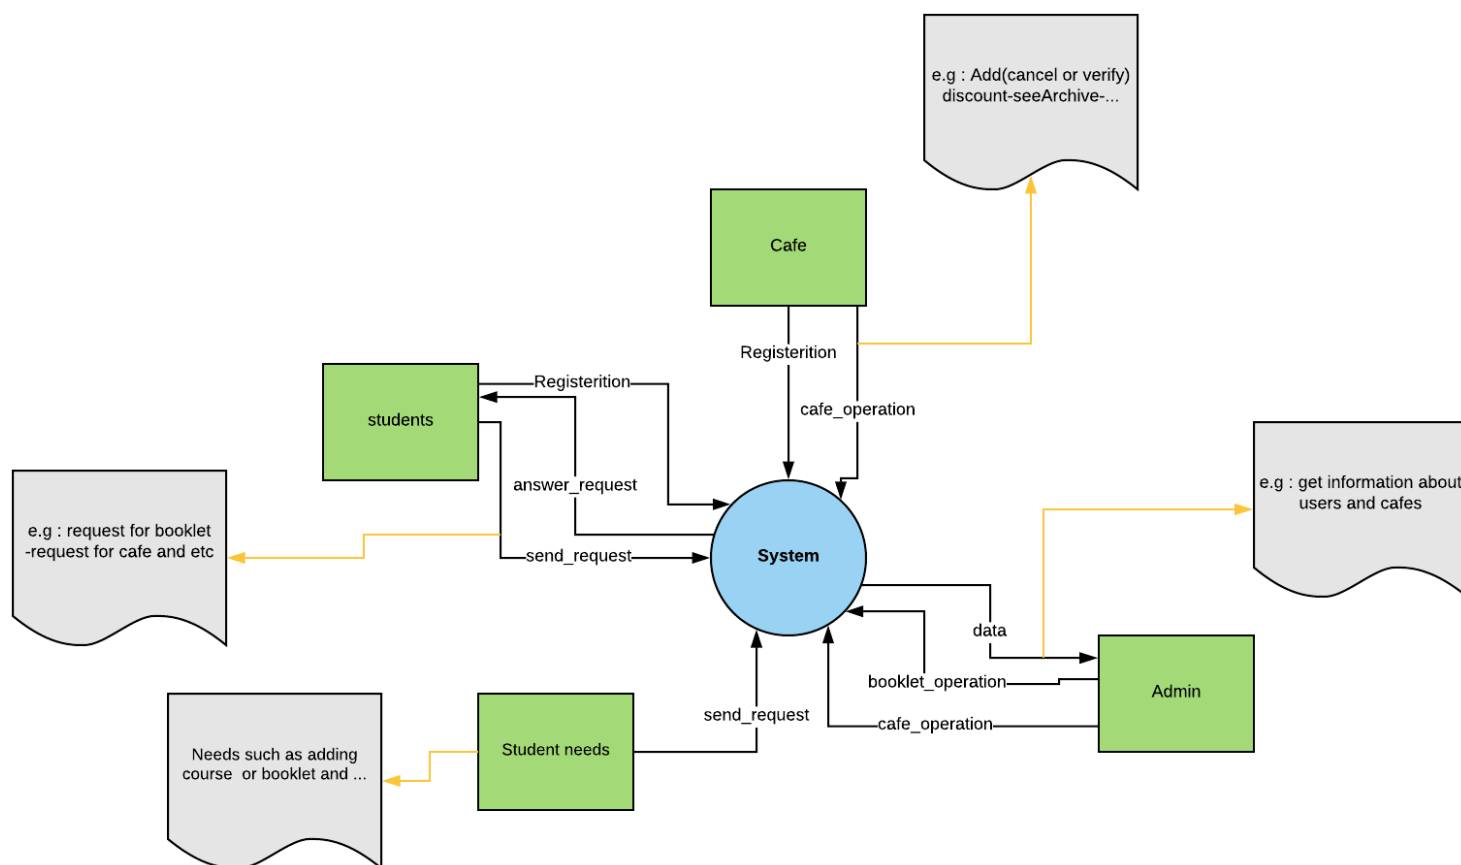 e.g : Add(cancel or verify)
discount-seeArchive-...
Cafe
Registerition
cafe_operation
students
Registerition
answer_request
send_request
e.g : request for booklet
-request for cafe and etc
System
e.g : get information about
users and cafes
data
booklet_operation
cafe_operation
Admin
send_request
Student needs
Needs such as adding
course or booklet and ...